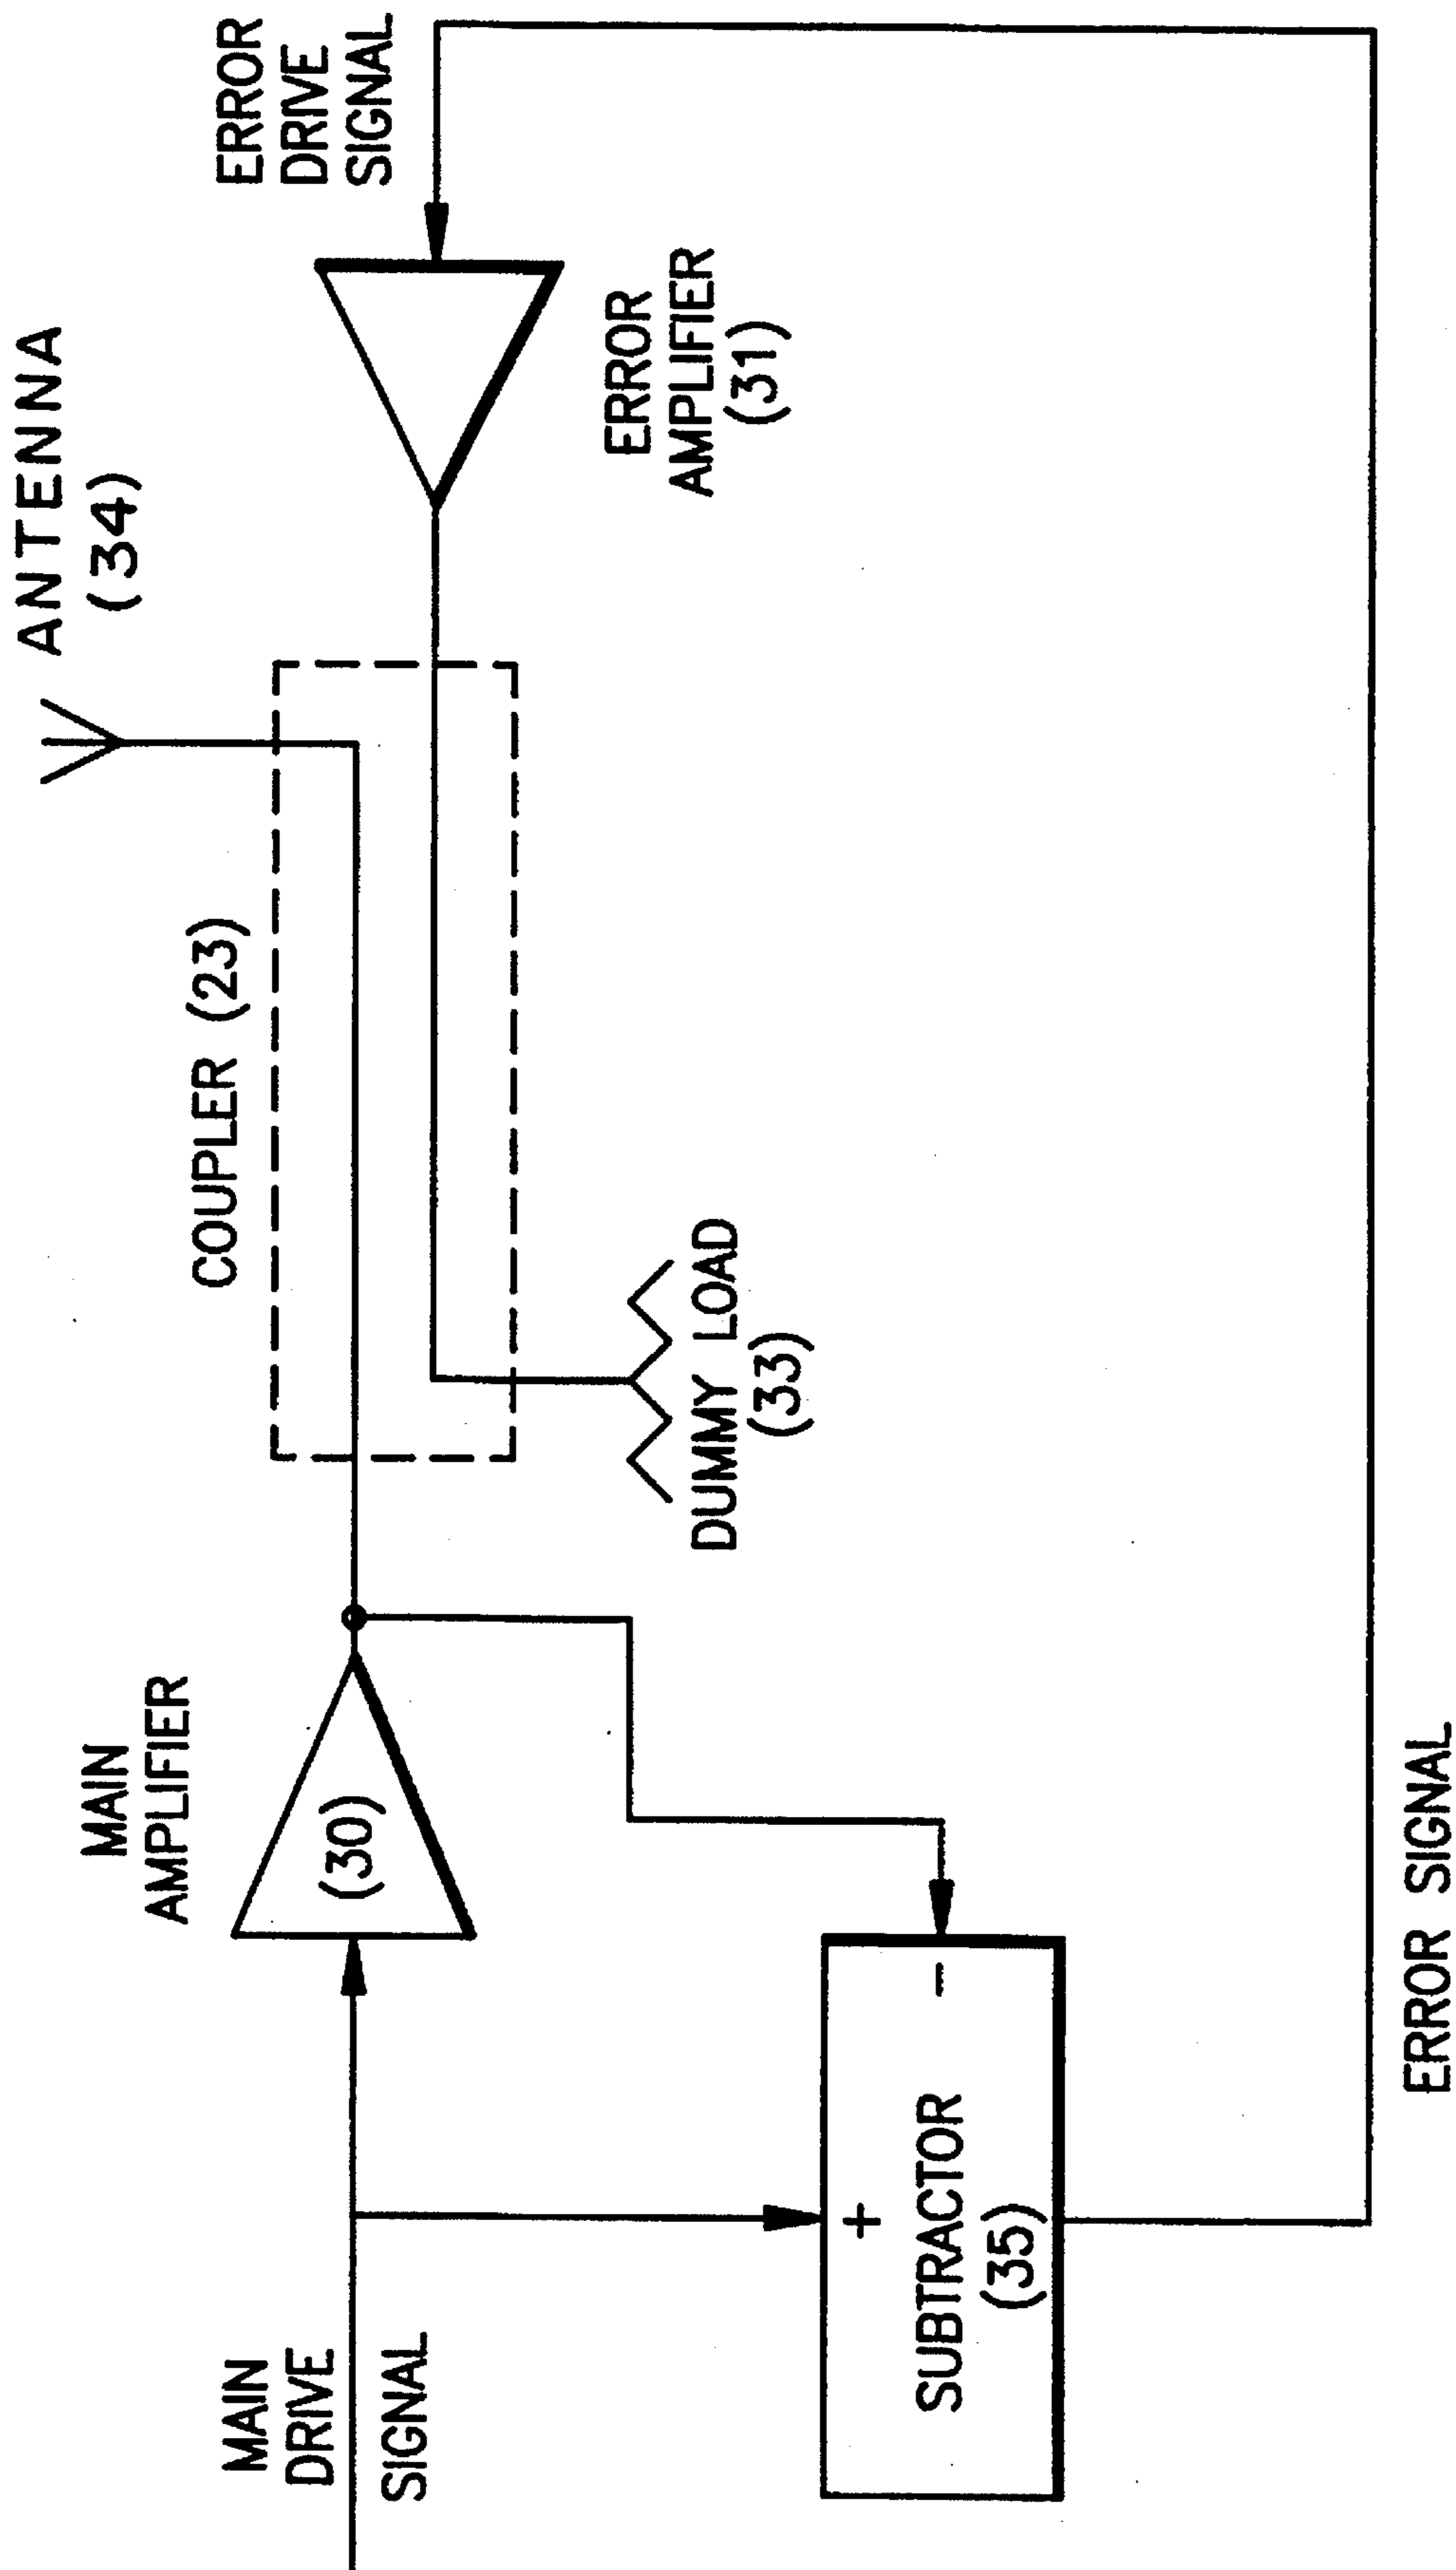 MAIN
DRIVE
SIGNAL
MAIN
AMPLIFIER
(30)
+
-
SUBTRACTOR
(35)
COUPLER (23)
DUMMY LOAD
(33)
ANTENNA
(34)
ERROR
AMPLIFIER
(31)
ERROR
DRIVE
SIGNAL
ERROR SIGNAL